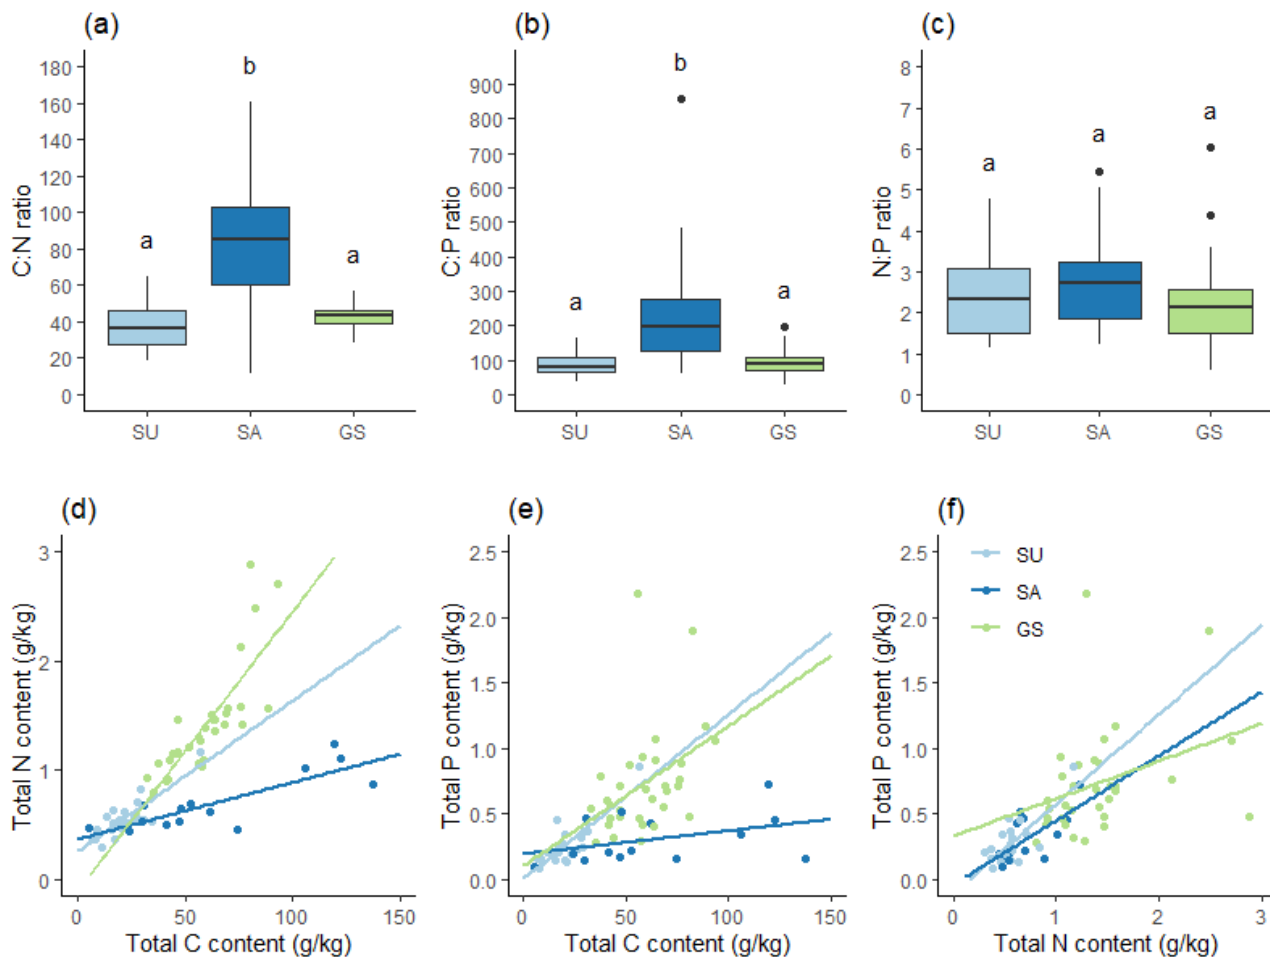 (a)
C:N ratio
180
160
140
120
100
80
60
40
20
0
a
b
a
SU SA GS
(b)
C:P ratio
900
800
700
600
500
400
300
200
100
0
a
b
a
SU SA GS
(c)
N:P ratio
8
7
6
5
4
3
2
1
0
a
a
a
SU SA GS
(d)
Total N content (g/kg)
3
2
1
0
0 50 100 150
Total C content (g/kg)
(e)
Total P content (g/kg)
2.5
2.0
1.5
1.0
0.5
0.0
0 50 100 150
Total C content (g/kg)
(f)
Total P content (g/kg)
2.5
2.0
1.5
1.0
0.5
0.0
SU
SA
GS
0 1 2 3
Total N content (g/kg)